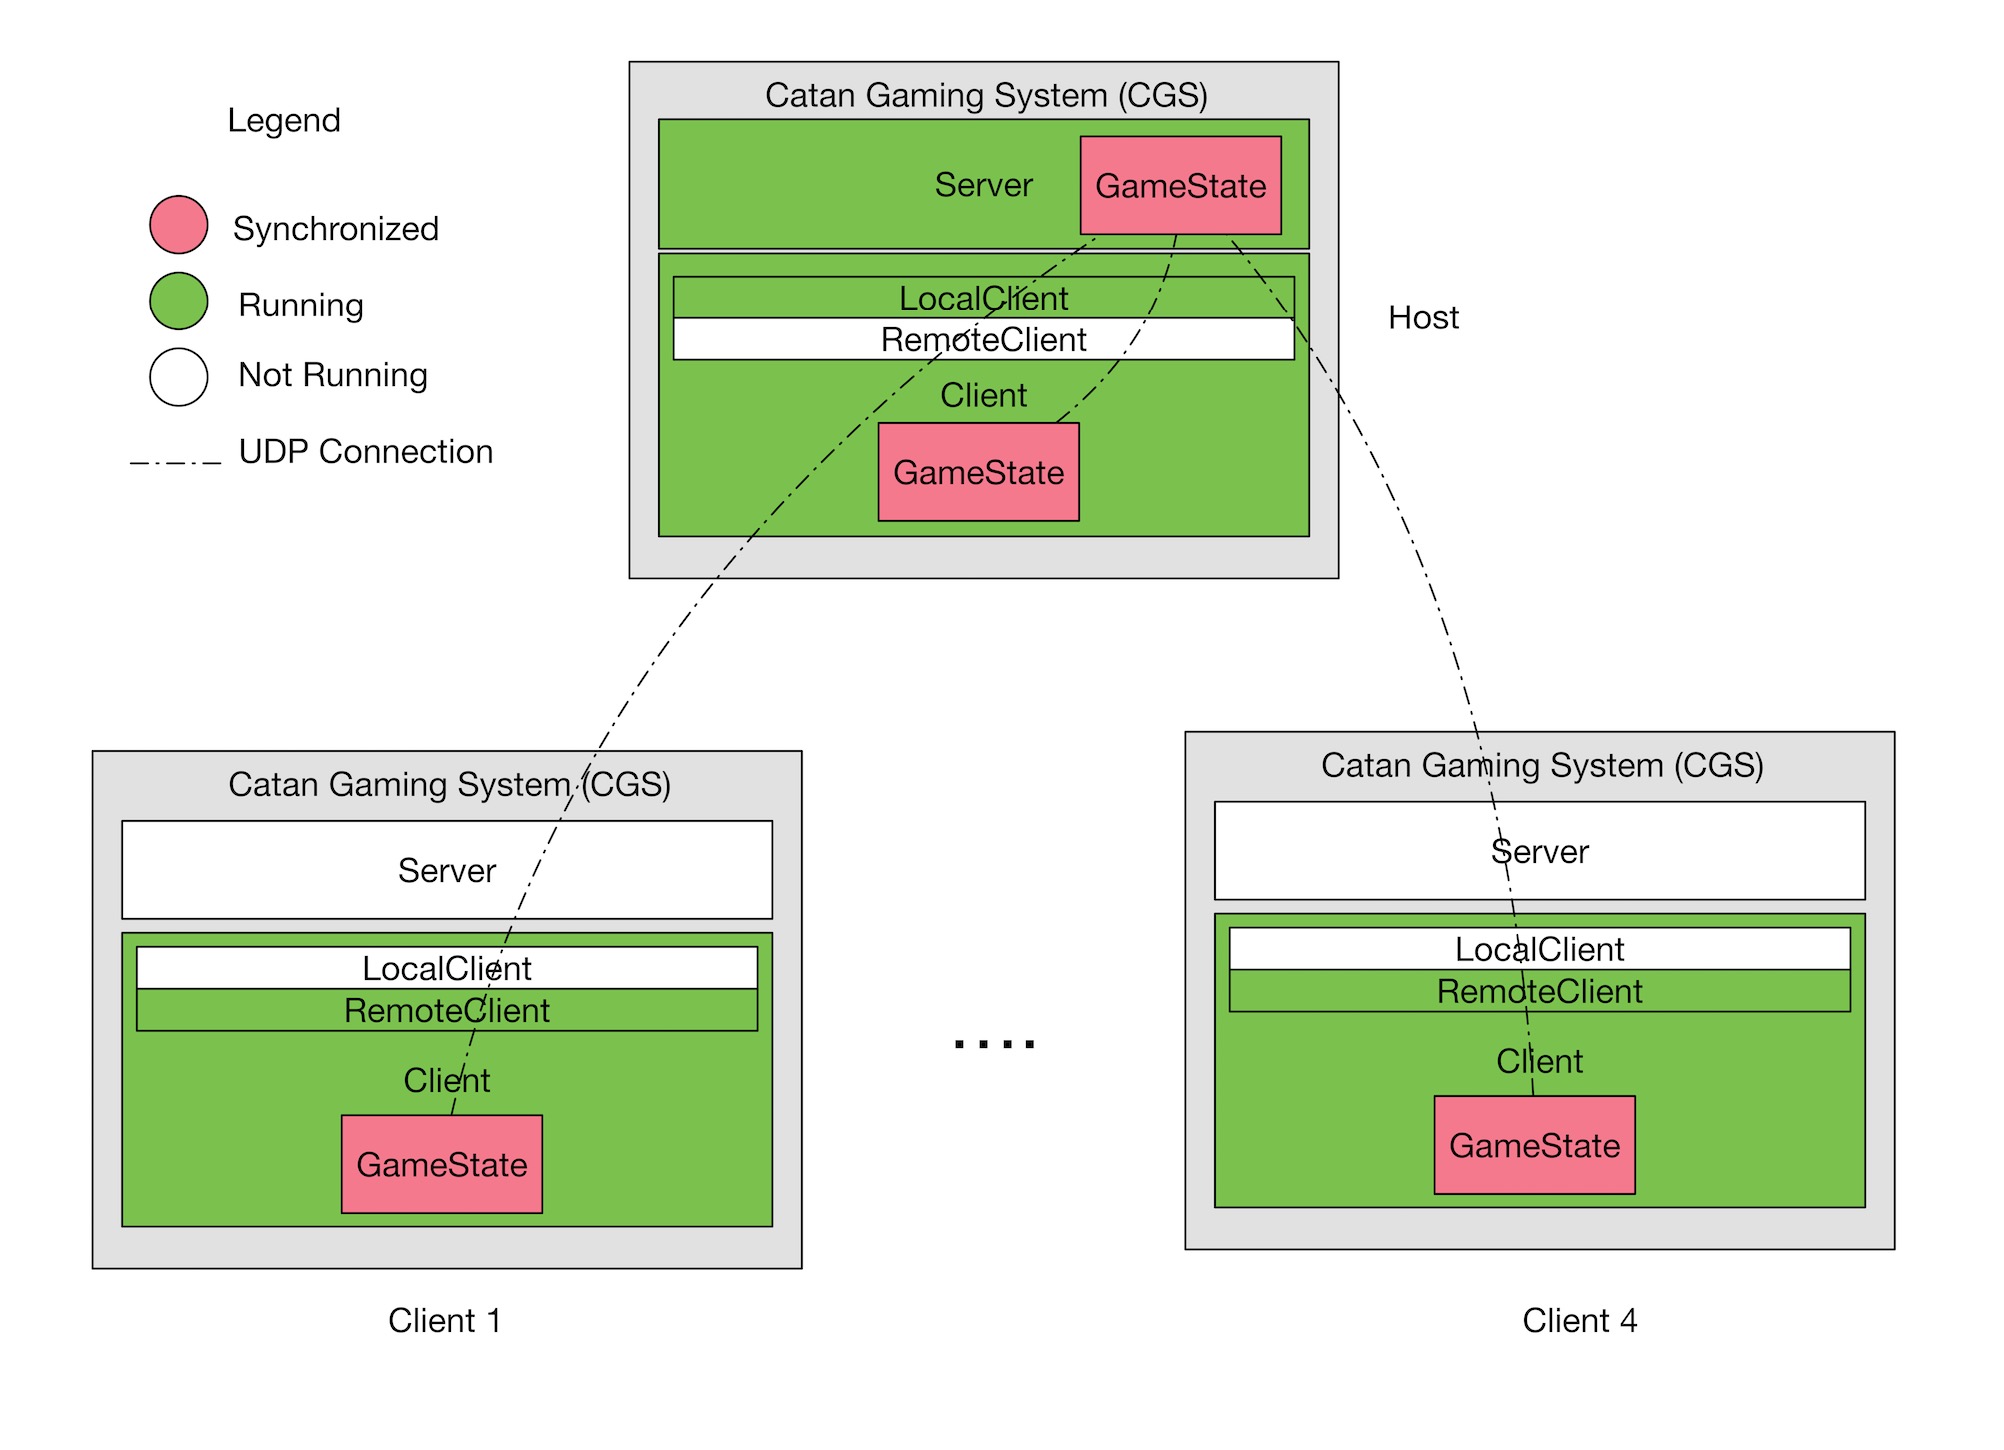 Legend
Synchronized
Running
Not Running
UDP Connection
Catan Gaming System (CGS)
Server
GameState
LocalClient
RemoteClient
Client
GameState
Host
Catan Gaming System (CGS)
Server
LocalClient
RemoteClient
Client
GameState
Client 1
....
Catan Gaming System (CGS)
Server
LocalClient
RemoteClient
Client
GameState
Client 4